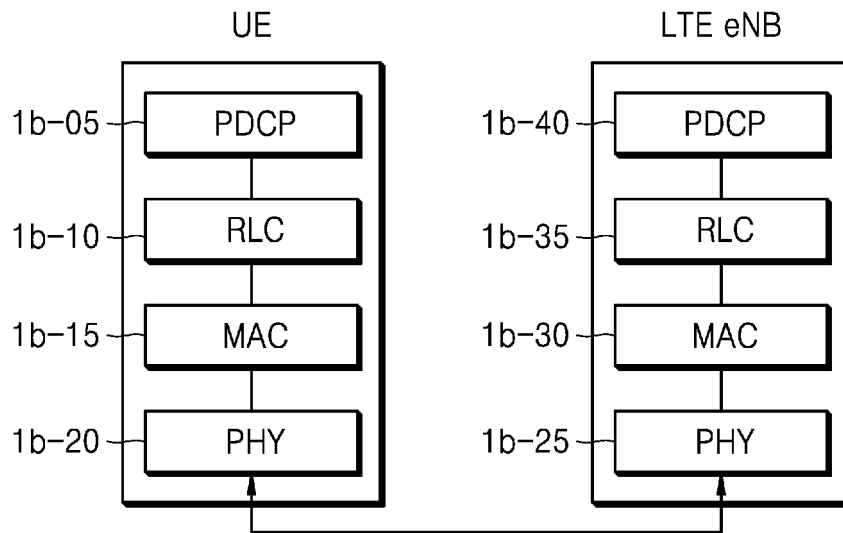 UE LTE eNB
1b-05 PDCP 1b-40 PDCP
1b-10 RLC 1b-35 RLC
1b-15 MAC 1b-30 MAC
1b-20 PHY 1b-25 PHY